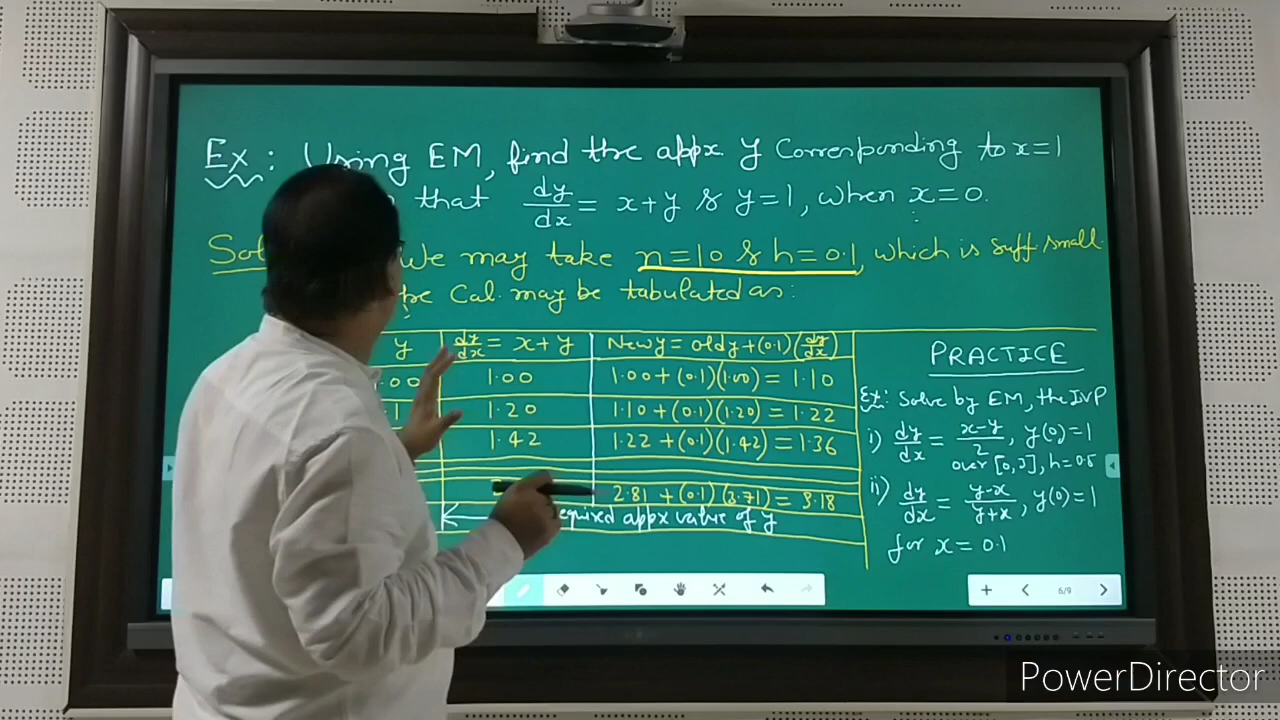 Ex: Using EM, find the appx. y Corresponding to x=1
that dy/dx = x+y & y=1, when x=0.
Sol We may take n=10 & h=0.1, which is suff. small.
Cal. may be tabulated as:
y dy/dx = x+y New y = old y + (0.1)(dy/dx)
1.00 1.00 1.00+(0.1)(1.00) = 1.10
1.20 1.10+(0.1)(1.20) = 1.22
1.42 1.22+(0.1)(1.42) = 1.36
2.81+(0.1)(3.71) = 3.18
appx value of y
PRACTICE
Ex: Solve by EM, the IVP
i) dy/dx = x-y/2, y(0)=1
over [0, 3], h=0.5
ii) dy/dx = y-x/y+x, y(0)=1
for x = 0.1
6/9
PowerDirector